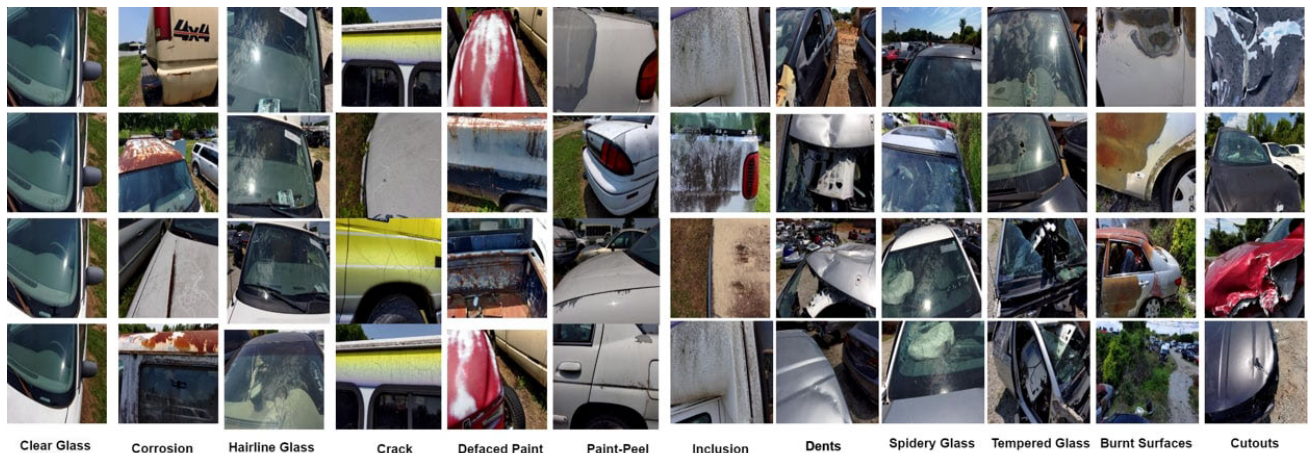 4x4
Clear Glass
Corrosion
Hairline Glass
Crack
Defaced Paint
Paint-Peel
Inclusion
Dents
Spidery Glass
Tempered Glass
Burnt Surfaces
Cutouts